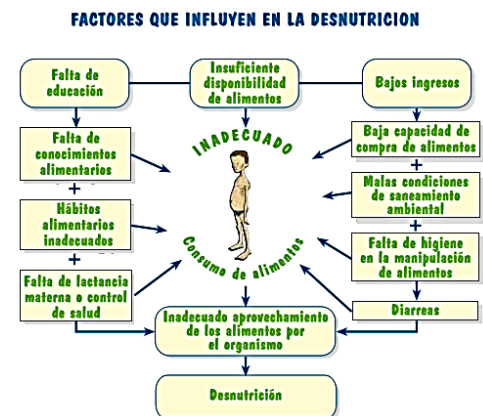 FACTORES QUE INFLUYEN EN LA DESNUTRICION
Falta de
educación
Insuficiente
disponibilidad
de alimentos
Bajos ingresos
Falta de
conocimientos
alimentarios
+
Hábitos
alimentarios
inadecuados
+
Falta de lactancia
materna o control
de salud
INADECUADO
Consumo de alimentos
Baja capacidad de
compra de alimentos
+
Malas condiciones
de saneamiento
ambiental
+
Falta de higiene
en la manipulación
de alimentos
Diarreas
Inadecuado aprovechamiento
de los alimentos por
el organismo
Desnutrición